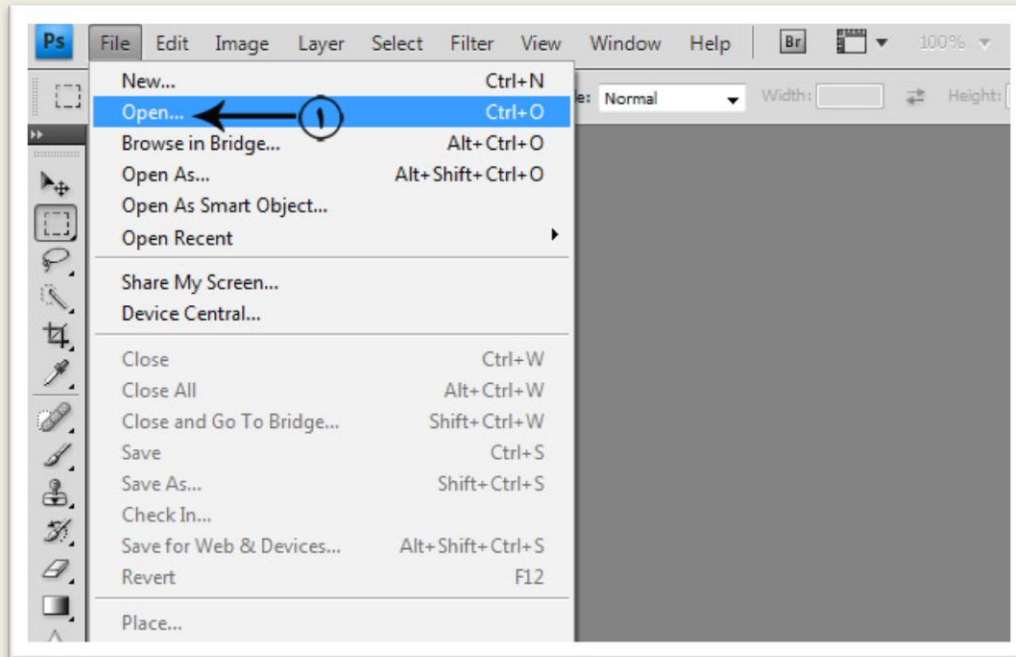 Ps File Edit Image Layer Select Filter View Window Help Br 100%
New... Ctrl+N
Normal Width: Height:
Open... Ctrl+O
١
Browse in Bridge... Alt+Ctrl+O
Open As... Alt+Shift+Ctrl+O
Open As Smart Object...
Open Recent
Share My Screen...
Device Central...
Close Ctrl+W
Close All Alt+Ctrl+W
Close and Go To Bridge... Shift+Ctrl+W
Save Ctrl+S
Save As... Shift+Ctrl+S
Check In...
Save for Web & Devices... Alt+Shift+Ctrl+S
Revert F12
Place...